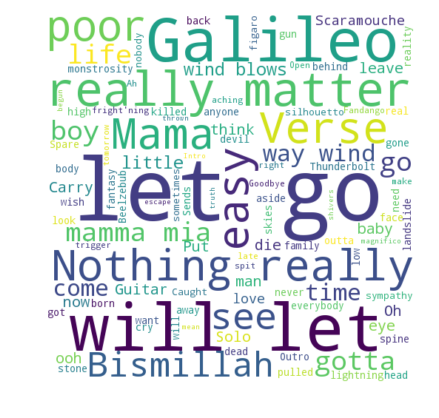 poor
Galileo
Scaramouche
back
figaro
gun
life
nobody
monstrosity
wind blows
Open
behind
leave
reality
really matter
Ah
high
fright'ning
killed
anyone
silhouetto
Fandango
real
begun
aching
thrown
tomorrow
Intro
boy
Mama
think
devil
Verse
Spare
little
way wind
gone
go
body
Carry
wish
fantasy
Beelzebub
sometimes
Sends
let go
easy
Thunderbolt
right
Goodbye
make
escape
truth
shivers
aside
skies
need
landslide
look
mamma mia
Put
die
family
outta
face
baby
trigger
late
spit
magnifico
Nothing really
come
Guitar
Caught
man
love
never
everybody
low
sympathy
time
now
born
see
Oh
got
want
cry
away
will
will let
mean
Solo
eye
spine
ooh
stone
Bismillah
dead
Outro
pulled
gotta
lightning
head